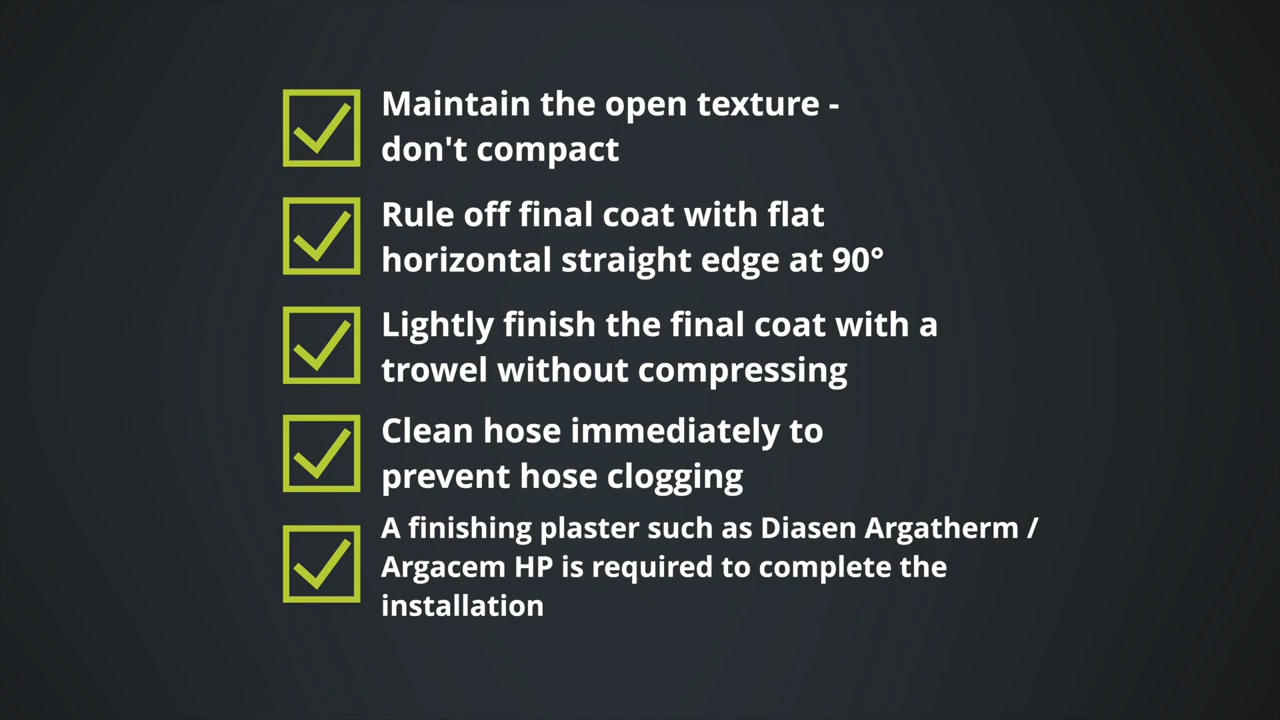 Maintain the open texture -
don't compact
Rule off final coat with flat
horizontal straight edge at 90°
Lightly finish the final coat with a
trowel without compressing
Clean hose immediately to
prevent hose clogging
A finishing plaster such as Diasen Argatherm /
Argacem HP is required to complete the
installation